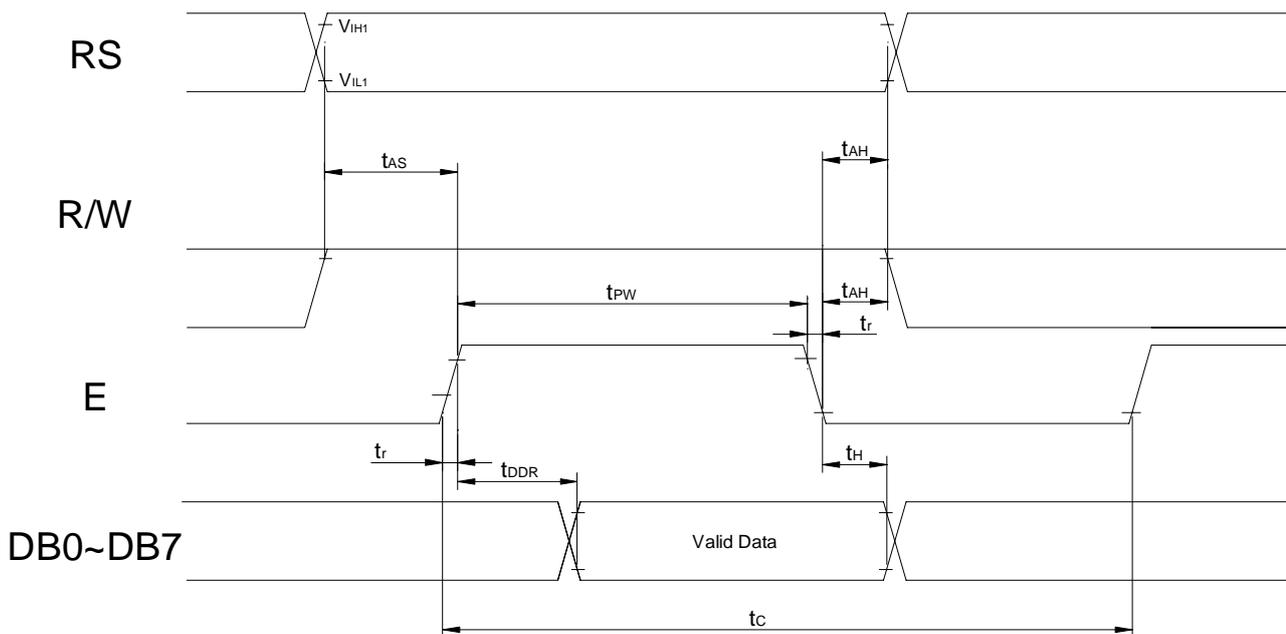 RS
VIH1
VIL1
tAS
tAH
R/W
tPW
tAH
tr
E
tr
tDDR
tH
DB0~DB7
Valid Data
tC